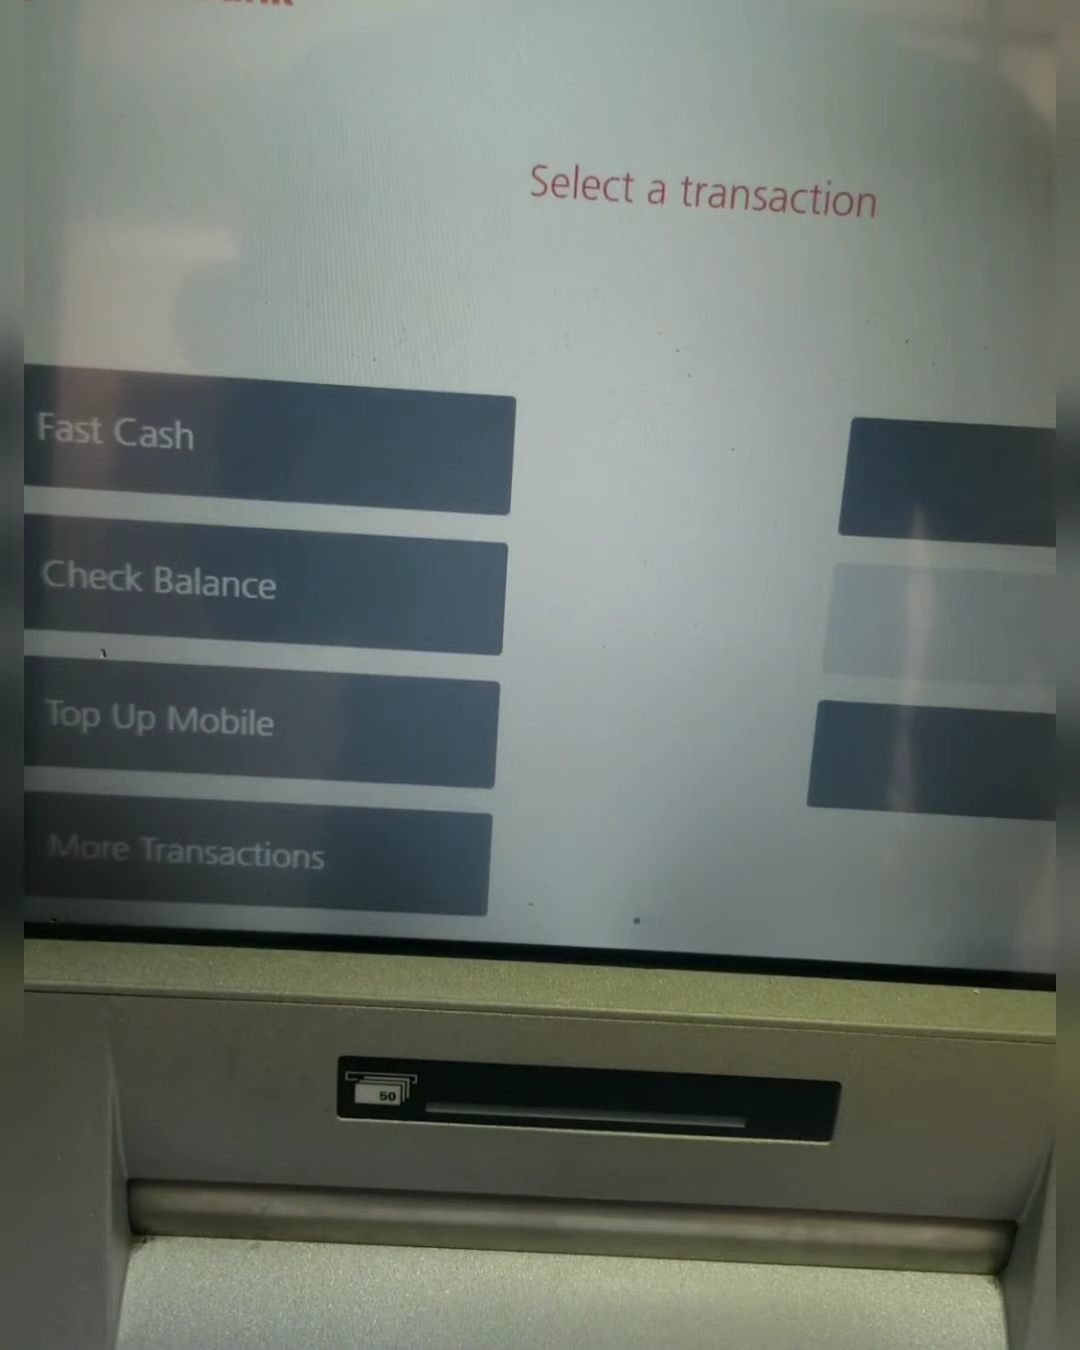 Select a transaction
Fast Cash
Check Balance
Top Up Mobile
More Transactions
50